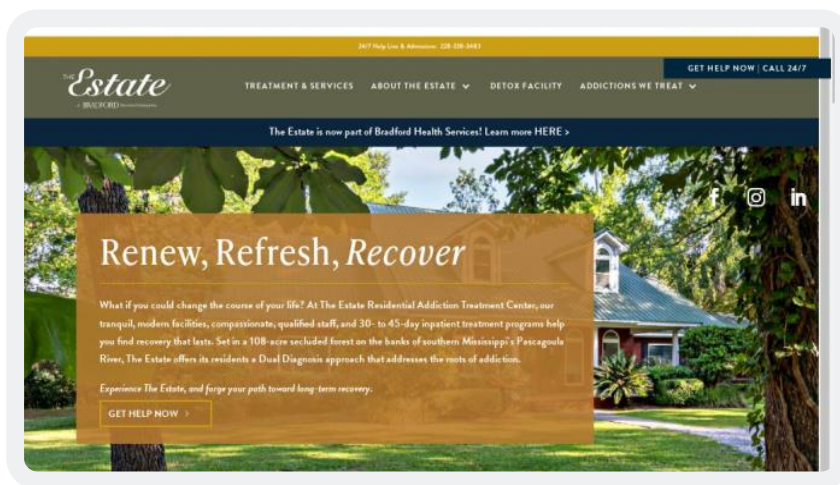 24/7 Help Line & Admissions:
GET HELP NOW | CALL 24/7
THE Estate
A BRADFORD
TREATMENT & SERVICES ABOUT THE ESTATE DETOX FACILITY ADDICTIONS WE TREAT
The Estate is now part of Bradford Health Services! Learn more HERE >
f in
Renew, Refresh, Recover
What if you could change the course of your life? At The Estate Residential Addiction Treatment Center, our
tranquil, modern facilities, compassionate, qualified staff, and 30- to 45-day inpatient treatment programs help
you find recovery that lasts. Set in a 108-acre secluded forest on the banks of southern Mississippi's Pascagoula
River, The Estate offers its residents a Dual Diagnosis approach that addresses the roots of addiction.
Experience The Estate, and forge your path toward long-term recovery.
GET HELP NOW >